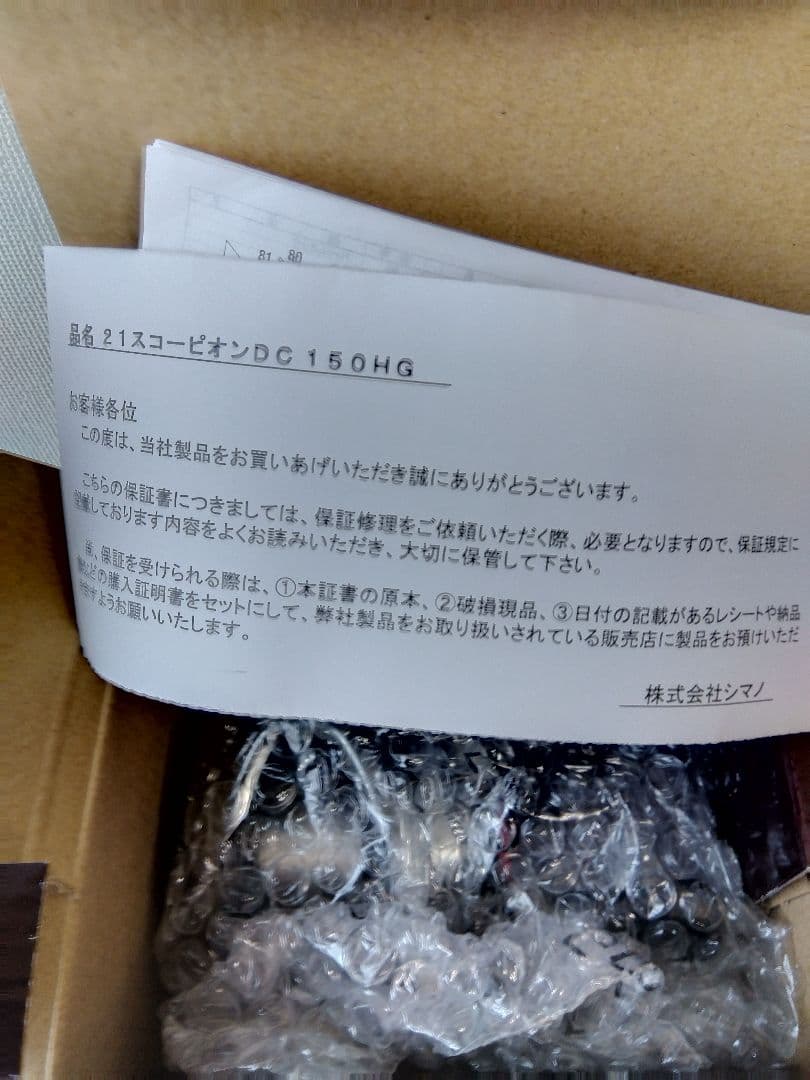 81 80
品名 21スコーピオンDC 150HG
お客様各位
この度は、当社製品をお買いあげいただき誠にありがとうございます。
こちらの保証書につきましては、保証修理をご依頼いただく際、必要となりますので、保証規定に
しております内容をよくお読みいただき、大切に保管して下さい。
尚、保証を受けられる際は、①本証書の原本、②破損現品、③日付の記載があるレシートや納品
などの購入証明書をセットにして、弊社製品をお取り扱いされている販売店に製品をお預けいただ
ますようお願いいたします。
株式会社シマノ